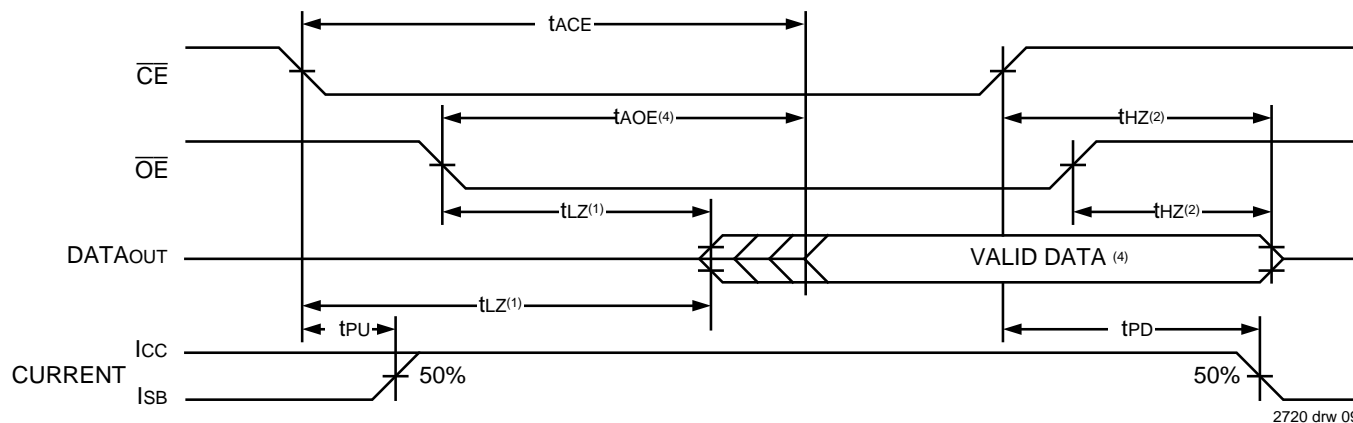 tACE
CE
tAOE(4)
tHZ(2)
OE
tLZ(1)
tHZ(2)
DATAOUT
VALID DATA (4)
tLZ(1)
tPU
tPD
ICC
CURRENT
50%
50%
ISB
2720 drw 09